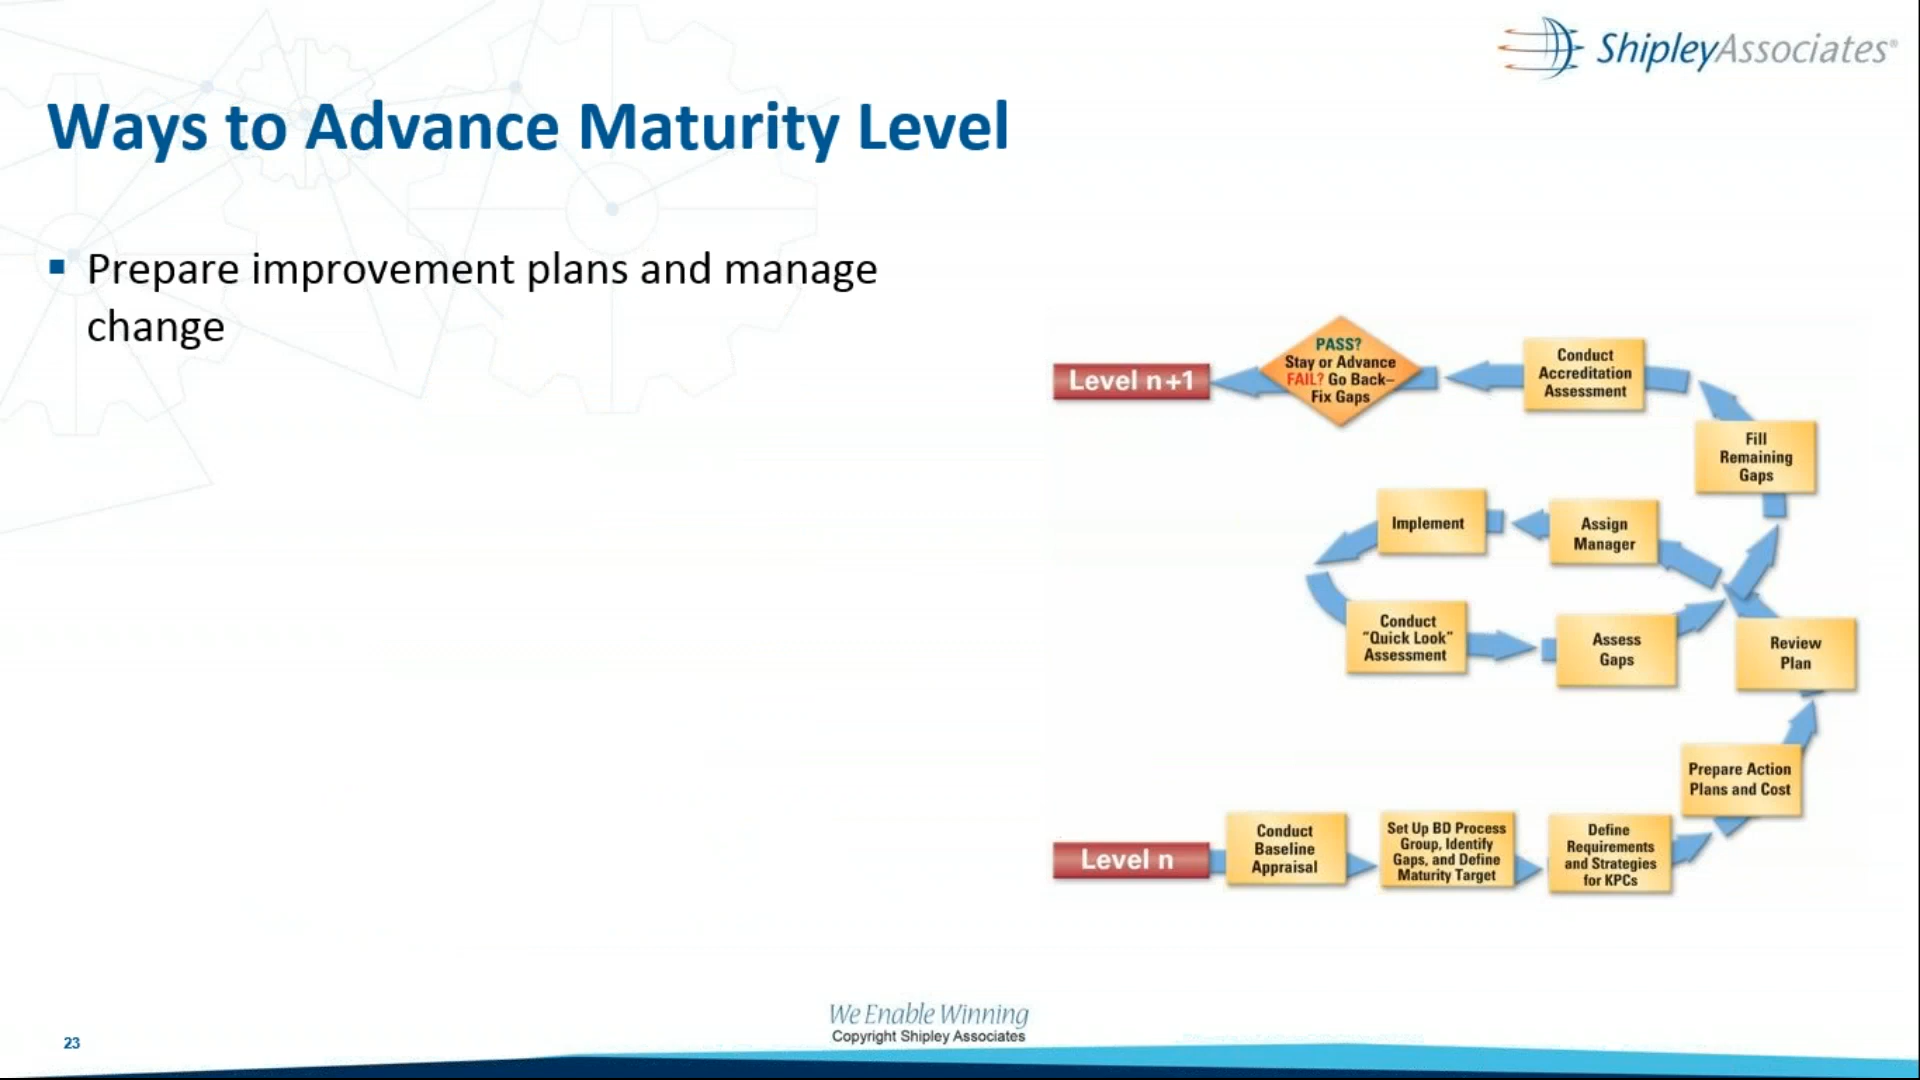 ShipleyAssociates®
Ways to Advance Maturity Level
▪ Prepare improvement plans and manage
change
Level n+1
PASS?
Stay or Advance
FAIL? Go Back–
Fix Gaps
Conduct
Accreditation
Assessment
Fill
Remaining
Gaps
Implement
Assign
Manager
Conduct
"Quick Look"
Assessment
Assess
Gaps
Review
Plan
Prepare Action
Plans and Cost
Level n
Conduct
Baseline
Appraisal
Set Up BD Process
Group, Identify
Gaps, and Define
Maturity Target
Define
Requirements
and Strategies
for KPCs
We Enable Winning
Copyright Shipley Associates
23